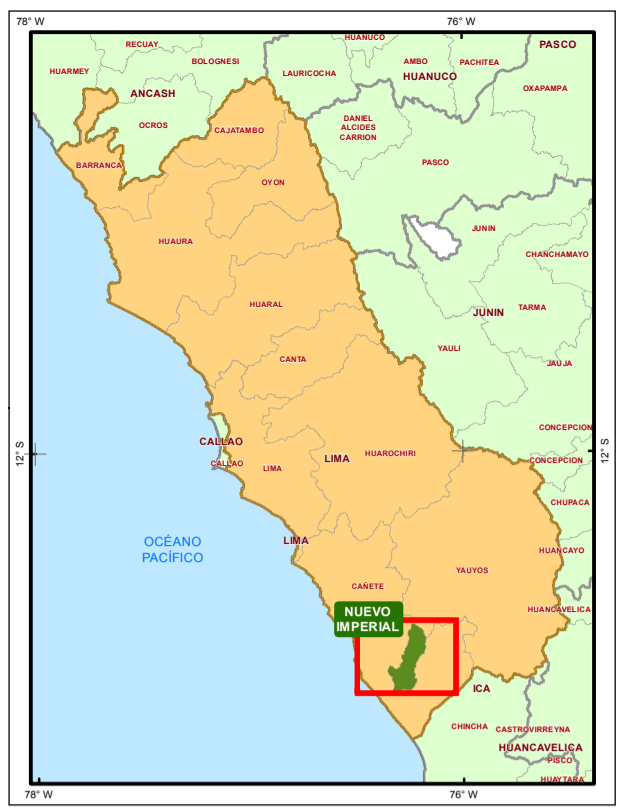 78° W
76° W
HUANUCO
RECUAY
PASCO
BOLOGNESI
AMBO
PACHITEA
HUARMEY
LAURICOCHA
HUANUCO
OXAPAMPA
ANCASH
DANIEL
ALCIDES
CARRION
OCROS
CAJATAMBO
PASCO
BARRANCA
OYON
JUNIN
HUAURA
CHANCHAMAYO
HUARAL
TARMA
JUNIN
YAULI
CANTA
JAUJA
CONCEPCION
CALLAO
12° S
12° S
HUAROCHIRI
LIMA
CONCEPCION
CALLAO
LIMA
CHUPACA
OCÉANO
PACÍFICO
LIMA
HUANCAYO
YAUYOS
CAÑETE
NUEVO
IMPERIAL
HUANCAVELICA
ICA
CHINCHA
CASTROVIRREYNA
HUANCAVELICA
PISCO
HUAYTARA
78° W
76° W